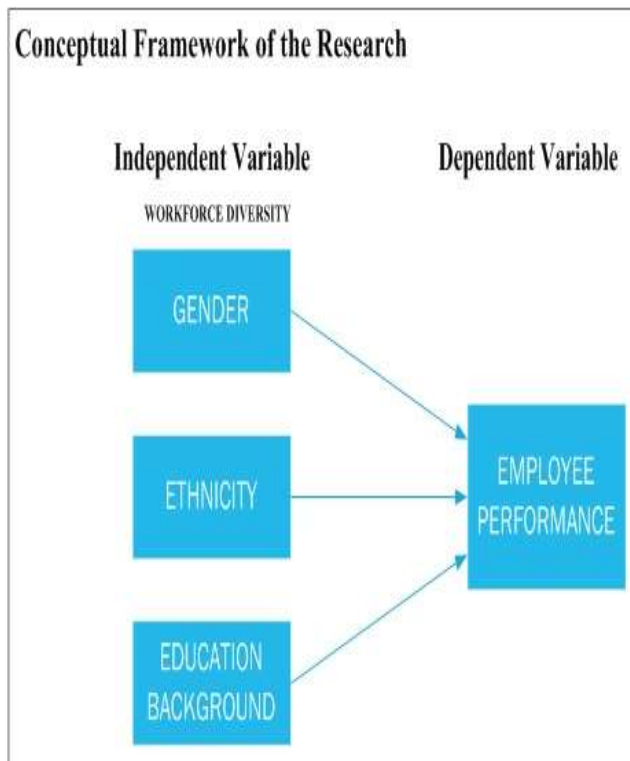 Conceptual Framework of the Research
Independent Variable
Dependent Variable
WORKFORCE DIVERSITY
GENDER
ETHNICITY
EMPLOYEE
PERFORMANCE
EDUCATION
BACKGROUND